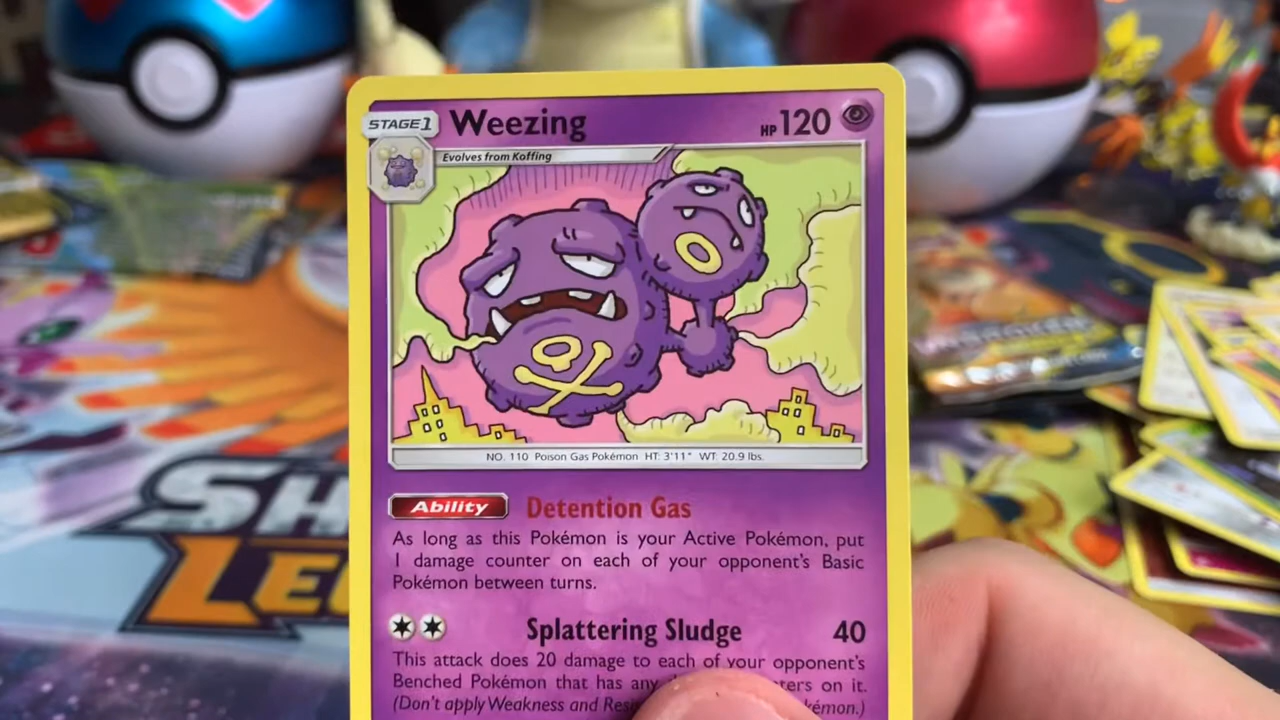 STAGE1 Weezing HP120
Evolves from Koffing
NO. 110 Poison Gas Pokémon HT: 3'11" WT: 20.9 lbs.
Ability Detention Gas
As long as this Pokémon is your Active Pokémon, put
1 damage counter on each of your opponent's Basic
Pokémon between turns.
Splattering Sludge 40
This attack does 20 damage to each of your opponent's
Benched Pokémon that has any on it.
(Don't apply Weakness and
SH
LE